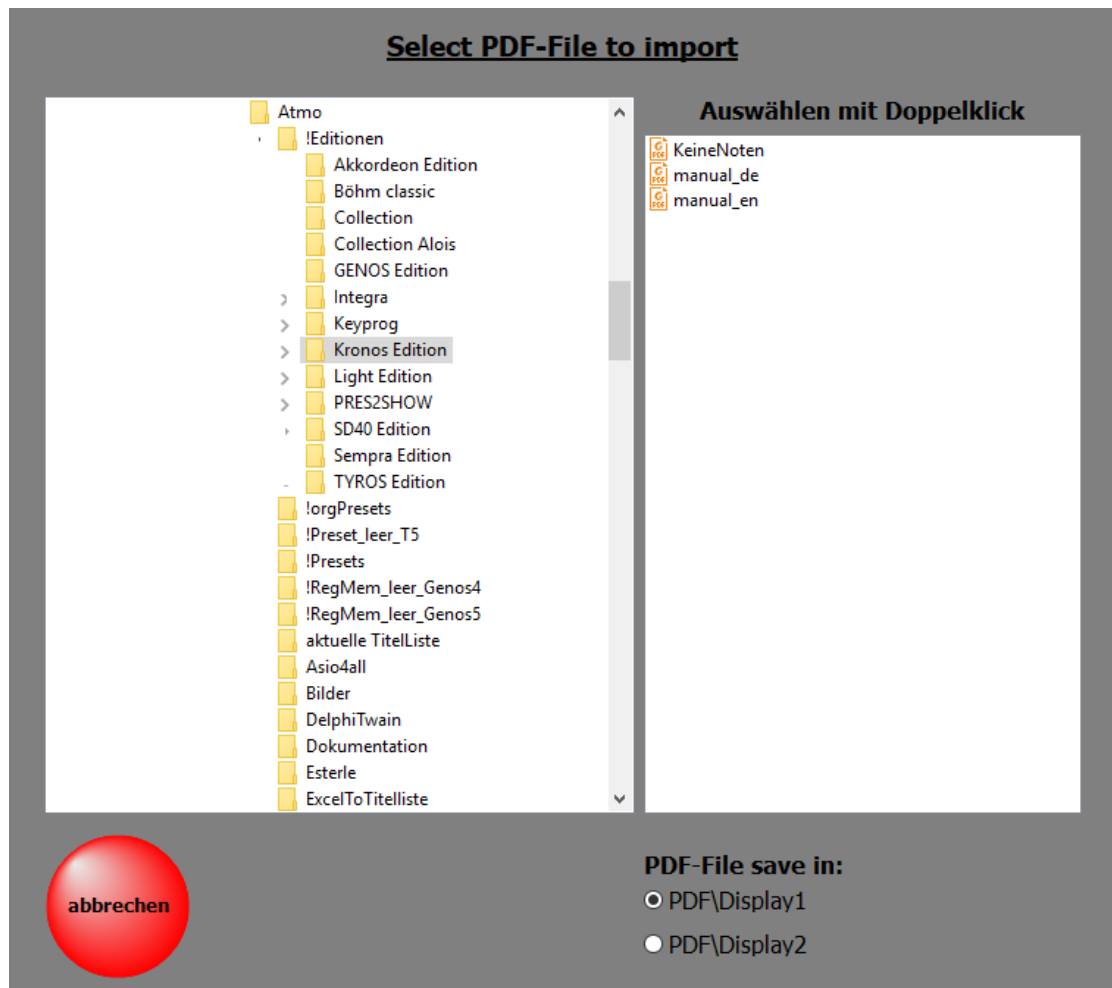 Select PDF-File to import
Atmo
!Editionen
Akkordeon Edition
Böhm classic
Collection
Collection Alois
GENOS Edition
Integra
Keyprog
Kronos Edition
Light Edition
PRES2SHOW
SD40 Edition
Sempra Edition
TYROS Edition
!orgPresets
!Preset_leer_T5
!Presets
!RegMem_leer_Genos4
!RegMem_leer_Genos5
aktuelle TitelListe
Asio4all
Bilder
DelphiTwain
Dokumentation
Esterle
ExcelToTitelliste
Auswählen mit Doppelklick
KeineNoten
manual_de
manual_en
abbrechen
PDF-File save in:
PDF\Display1
PDF\Display2